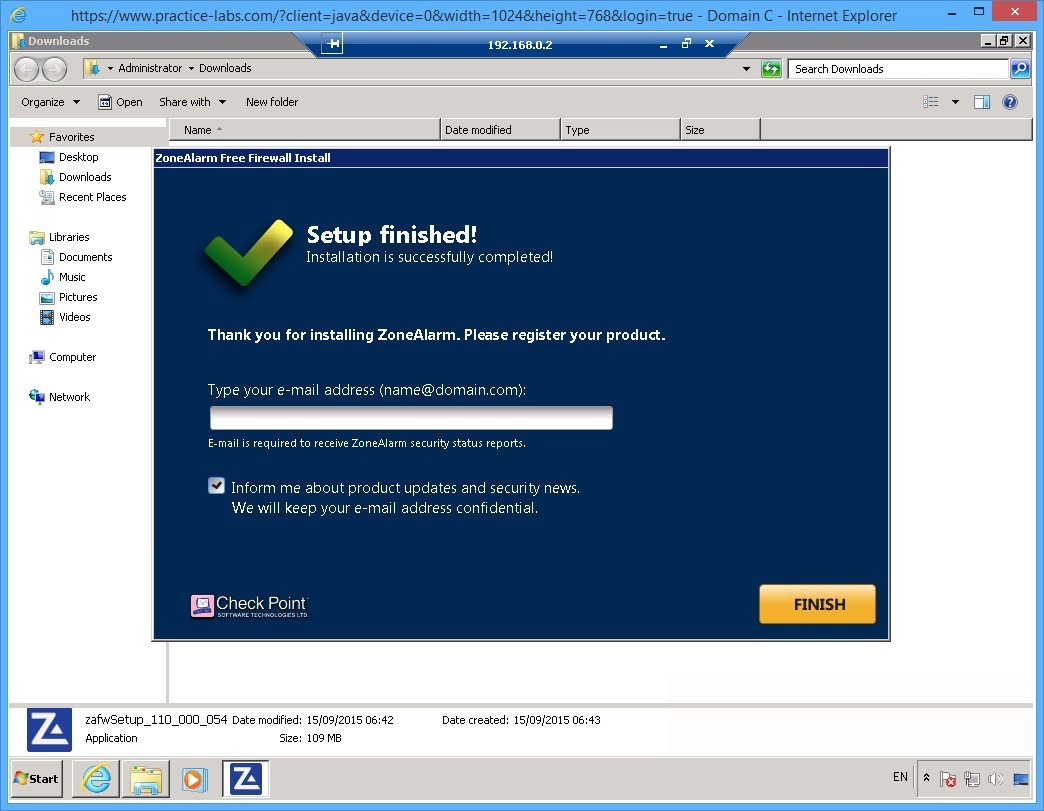 https://www.practice-labs.com/?client=java&device=0&width=1024&height=768&login=true - Domain C - Internet Explorer
Downloads
192.168.0.2
Administrator Downloads
Search Downloads
Organize Open Share with New folder
Name Date modified Type Size
Favorites
Desktop
Downloads
Recent Places
Libraries
Documents
Music
Pictures
Videos
Computer
Network
ZoneAlarm Free Firewall Install
Setup finished!
Installation is successfully completed!
Thank you for installing ZoneAlarm. Please register your product.
Type your e-mail address (name@domain.com):
E-mail is required to receive ZoneAlarm security status reports.
Inform me about product updates and security news.
We will keep your e-mail address confidential.
Check Point
SOFTWARE TECHNOLOGIES LTD.
FINISH
zafwSetup_110_000_054 Date modified: 15/09/2015 06:42 Date created: 15/09/2015 06:43
Application Size: 109 MB
Start
EN